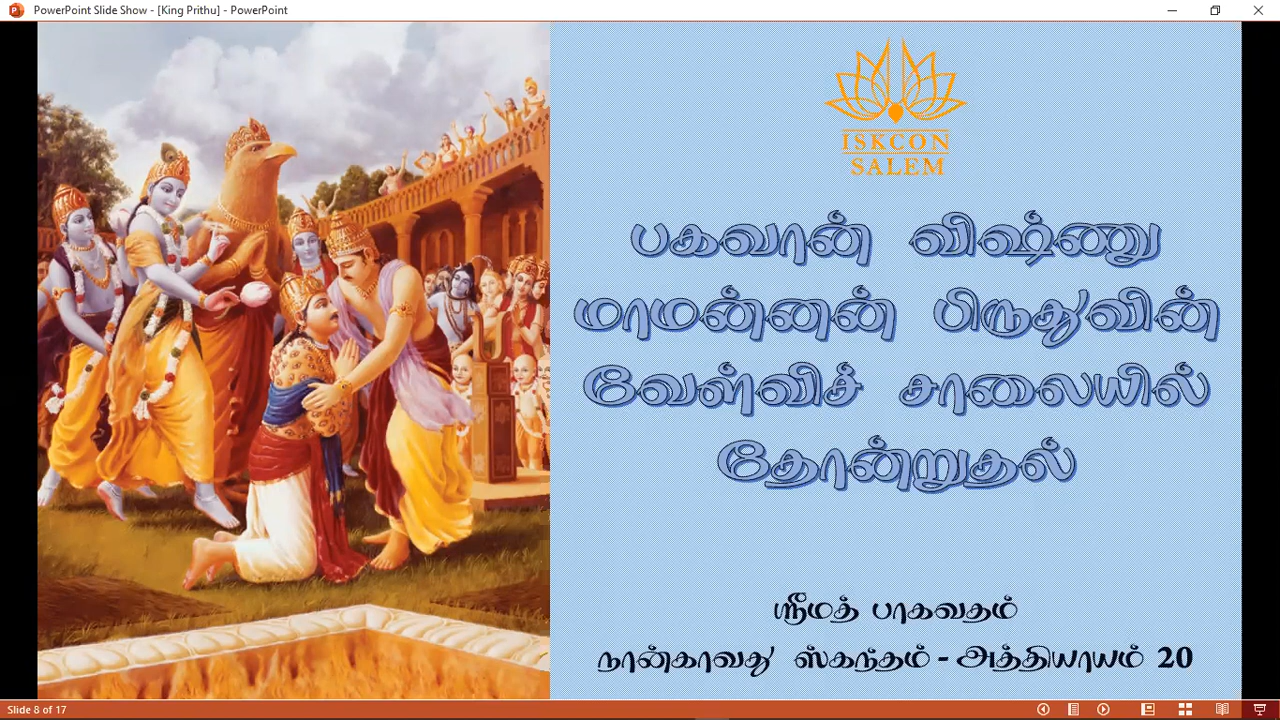 PowerPoint Slide Show - [King Prithu] - PowerPoint
ISKCON
SALEM
பகவான் விஷ்ணு
மாமன்னன் பிருதுவின்
வேள்விச் சாலையில்
தோன்றுதல்
ஸ்ரீமத் பாகவதம்
நான்காவது ஸ்கந்தம் - அத்தியாயம் 20
Slide 8 of 17